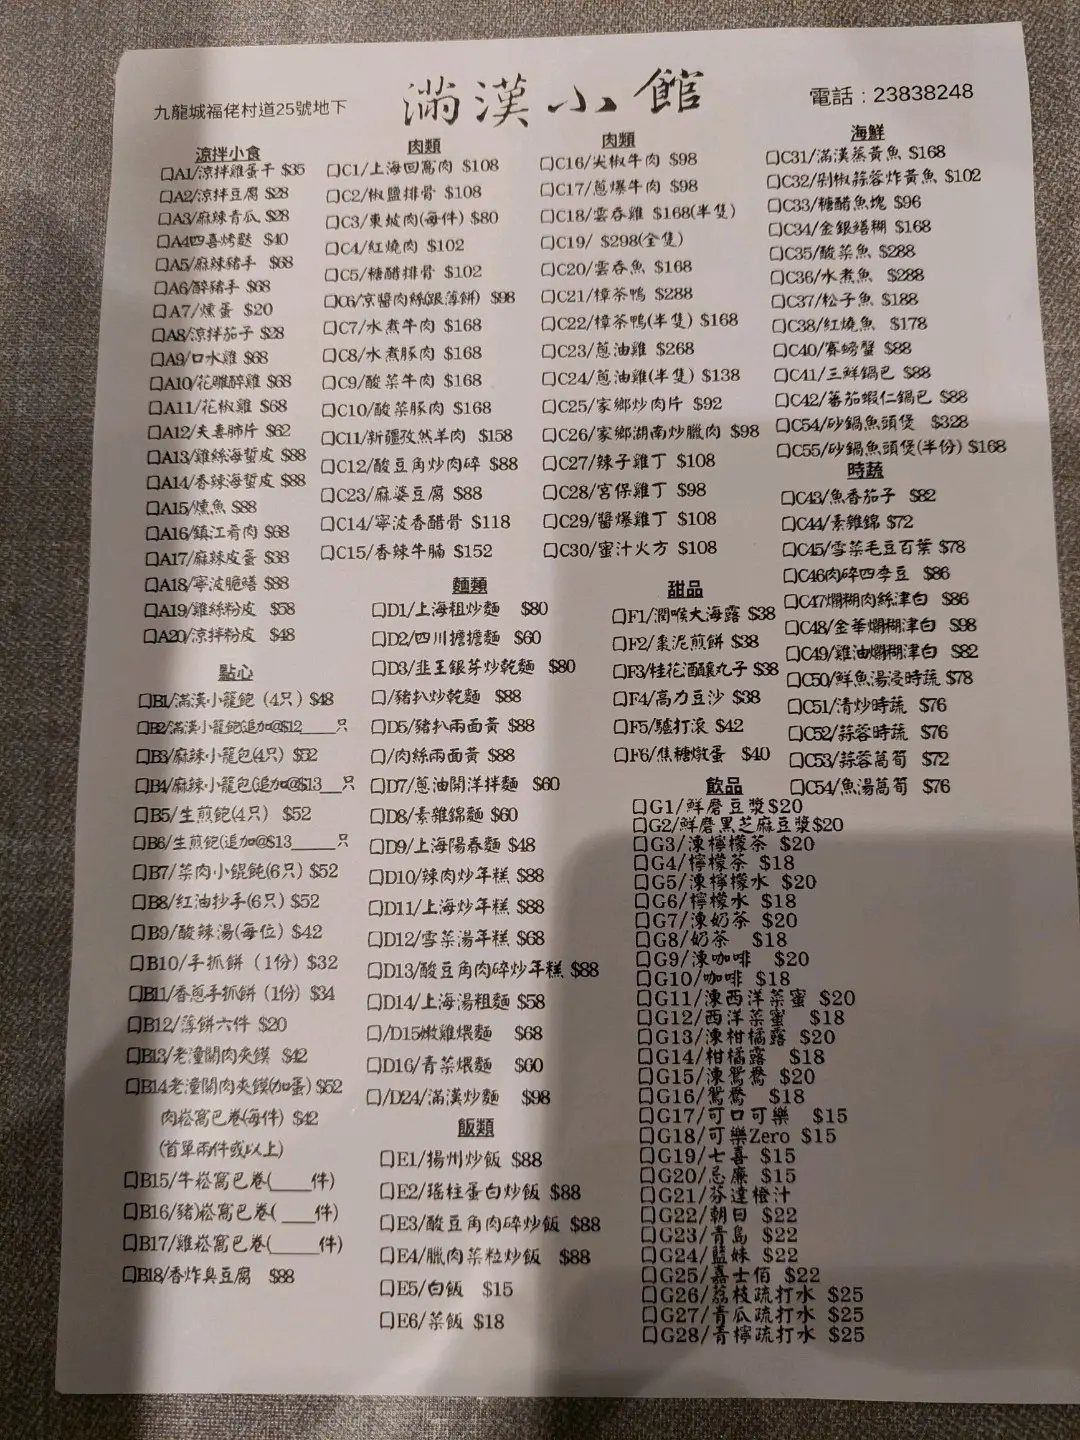 九龍城福佬村道25號地下
滿漢小館
電話：23838248
涼拌小食
☐A1/涼拌雞蛋干 $35
☐A2/涼拌豆腐 $28
☐A3/麻辣青瓜 $28
☐A4四喜烤麩 $40
☐A5/麻辣豬手 $68
☐A6/醉豬手 $68
☐A7/燻蛋 $20
☐A8/涼拌茄子 $28
☐A9/口水雞 $68
☐A10/花雕醉雞 $68
☐A11/花椒雞 $68
☐A12/夫妻肺片 $62
☐A13/雞絲海蜇皮 $88
☐A14/香辣海蜇皮 $88
☐A15/燻魚 $88
☐A16/鎮江肴肉 $68
☐A17/麻辣皮蛋 $38
☐A18/寧波脆鱔 $88
☐A19/雞絲粉皮 $58
☐A20/涼拌粉皮 $48
點心
☐B1/滿漢小籠飽（4只）$48
☐B2/滿漢小籠飽(追加@$12____只
☐B3/麻辣小籠包(4只) $52
☐B4/麻辣小籠包(追加@$13__只
☐B5/生煎飽(4只) $52
☐B6/生煎飽(追加@$13_____只
☐B7/菜肉小餛飩(6只) $52
☐B8/紅油抄手(6只) $52
☐B9/酸辣湯(每位) $42
☐B10/手抓餅（1份) $32
☐B11/香蔥手抓餅（1份) $34
☐B12/薄餅六件 $20
☐B13/老潼關肉夾饃 $42
☐B14老潼關肉夾饃(加蛋) $52
肉崧窩巴卷(每件) $42
(首單兩件或以上)
☐B15/牛崧窩巴卷(____件)
☐B16/豬)崧窩巴卷( ___件)
☐B17/雞崧窩巴卷(_____件)
☐B18/香炸臭豆腐 $88
肉類
☐C1/上海回窩肉 $108
☐C2/椒鹽排骨 $108
☐C3/東坡肉(每件) $80
☐C4/紅燒肉 $102
☐C5/糖醋排骨 $102
☐C6/京醬肉絲(跟薄餅) $98
☐C7/水煮牛肉 $168
☐C8/水煮豚肉 $168
☐C9/酸菜牛肉 $168
☐C10/酸菜豚肉 $168
☐C11/新疆孜然羊肉 $158
☐C12/酸豆角炒肉碎 $88
☐C23/麻婆豆腐 $88
☐C14/寧波香醋骨 $118
☐C15/香辣牛腩 $152
肉類
☐C16/尖椒牛肉 $98
☐C17/蔥爆牛肉 $98
☐C18/雲吞雞 $168(半隻)
☐C19/ $298(全隻)
☐C20/雲吞魚 $168
☐C21/樟茶鴨 $288
☐C22/樟茶鴨(半隻) $168
☐C23/蔥油雞 $268
☐C24/蔥油雞(半隻) $138
☐C25/家鄉炒肉片 $92
☐C26/家鄉湖南炒臘肉 $98
☐C27/辣子雞丁 $108
☐C28/宮保雞丁 $98
☐C29/醬爆雞丁 $108
☐C30/蜜汁火方 $108
海鮮
☐C31/滿漢蒸黃魚 $168
☐C32/剁椒蒜蓉炸黃魚 $102
☐C33/糖醋魚塊 $96
☐C34/金銀鱔糊 $168
☐C35/酸菜魚 $288
☐C36/水煮魚 $288
☐C37/松子魚 $188
☐C38/紅燒魚 $178
☐C40/賽螃蟹 $88
☐C41/三鮮鍋巴 $88
☐C42/蕃茄蝦仁鍋巴 $88
☐C54/砂鍋魚頭煲 $328
☐C55/砂鍋魚頭煲(半份) $168
時蔬
☐C43/魚香茄子 $82
☐C44/素雜錦 $72
☐C45/雪菜毛豆百葉 $78
☐C46肉碎四季豆 $86
☐C47爛糊肉絲津白 $86
☐C48/金華爛糊津白 $98
☐C49/雞油爛糊津白 $82
☐C50/鮮魚湯浸時蔬 $78
☐C51/清炒時蔬 $76
☐C52/蒜蓉時蔬 $76
☐C53/蒜蓉萵筍 $72
☐C54/魚湯萵筍 $76
麵類
☐D1/上海粗炒麵 $80
☐D2/四川擔擔麵 $60
☐D3/韭王銀芽炒乾麵 $80
☐/豬扒炒乾麵 $88
☐D5/豬扒兩面黃 $88
☐/肉絲兩面黃 $88
☐D7/蔥油開洋拌麵 $60
☐D8/素雜錦麵 $60
☐D9/上海陽春麵 $48
☐D10/辣肉炒年糕 $88
☐D11/上海炒年糕 $88
☐D12/雪菜湯年糕 $68
☐D13/酸豆角肉碎炒年糕 $88
☐D14/上海湯粗麵 $58
☐/D15嫩雞煨麵 $68
☐D16/青菜煨麵 $60
☐/D24/滿漢炒麵 $98
飯類
☐E1/揚州炒飯 $88
☐E2/瑤柱蛋白炒飯 $88
☐E3/酸豆角肉碎炒飯 $88
☐E4/臘肉菜粒炒飯 $88
☐E5/白飯 $15
☐E6/菜飯 $18
甜品
☐F1/潤喉大海露 $38
☐F2/棗泥煎餅 $38
☐F3/桂花酒釀丸子 $38
☐F4/高力豆沙 $38
☐F5/驢打滾 $42
☐F6/焦糖燉蛋 $40
飲品
☐G1/鮮磨豆漿$20
☐G2/鮮磨黑芝麻豆漿$20
☐G3/凍檸檬茶 $20
☐G4/檸檬茶 $18
☐G5/凍檸檬水 $20
☐G6/檸檬水 $18
☐G7/凍奶茶 $20
☐G8/奶茶 $18
☐G9/凍咖啡 $20
☐G10/咖啡 $18
☐G11/凍西洋菜蜜 $20
☐G12/西洋菜蜜 $18
☐G13/凍柑橘露 $20
☐G14/柑橘露 $18
☐G15/凍鴛鴦 $20
☐G16/鴛鴦 $18
☐G17/可口可樂 $15
☐G18/可樂Zero $15
☐G19/七喜 $15
☐G20/忌廉 $15
☐G21/芬達橙汁
☐G22/朝日 $22
☐G23/青島 $22
☐G24/藍妹 $22
☐G25/嘉士佰 $22
☐G26/荔枝疏打水 $25
☐G27/青瓜疏打水 $25
☐G28/青檸疏打水 $25